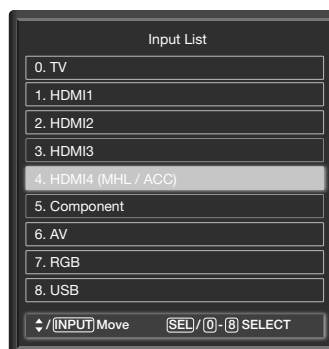 Input List
0. TV
1. HDMI1
2. HDMI2
3. HDMI3
4. HDMI4 (MHL / ACC)
5. Component
6. AV
7. RGB
8. USB
/ INPUT Move SEL / 0 - 8 SELECT